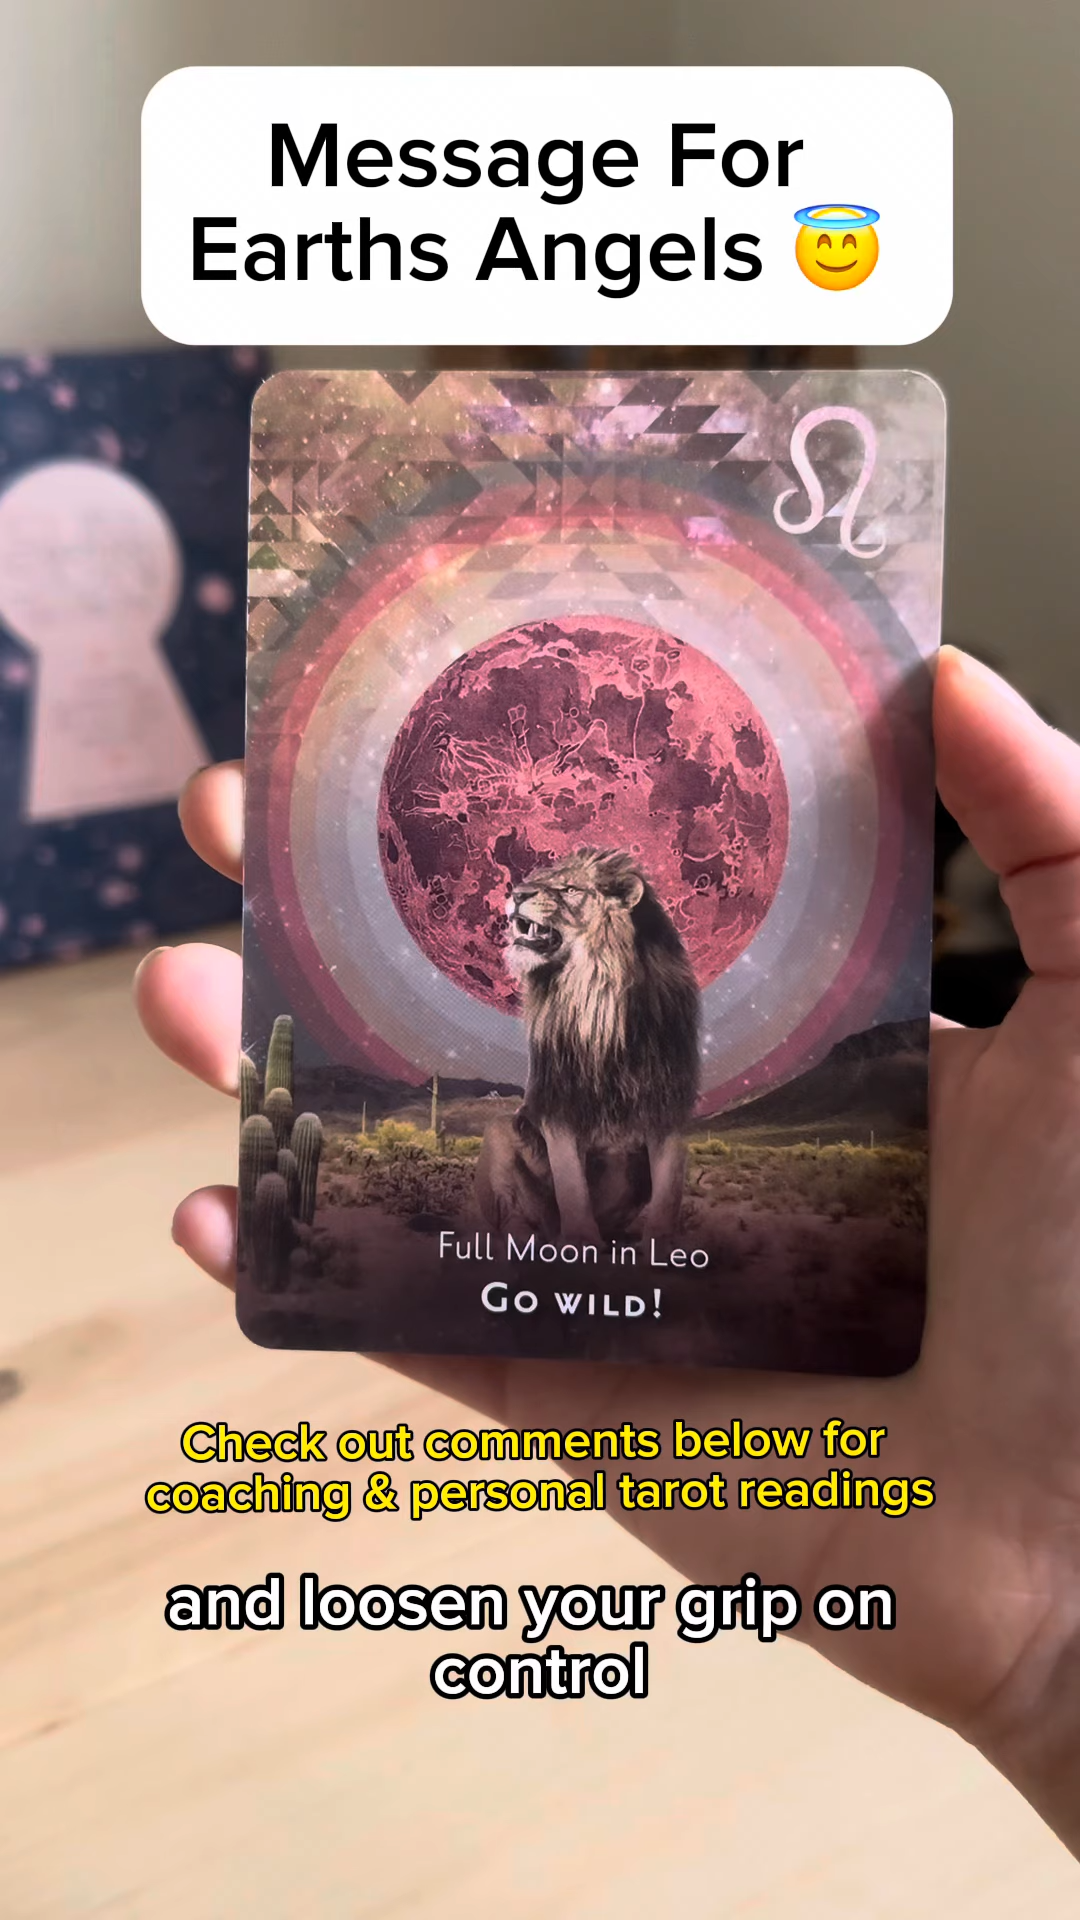 Message For
Earths Angels 😇
Full Moon in Leo
Go wild!
Check out comments below for
coaching & personal tarot readings
and loosen your grip on
control